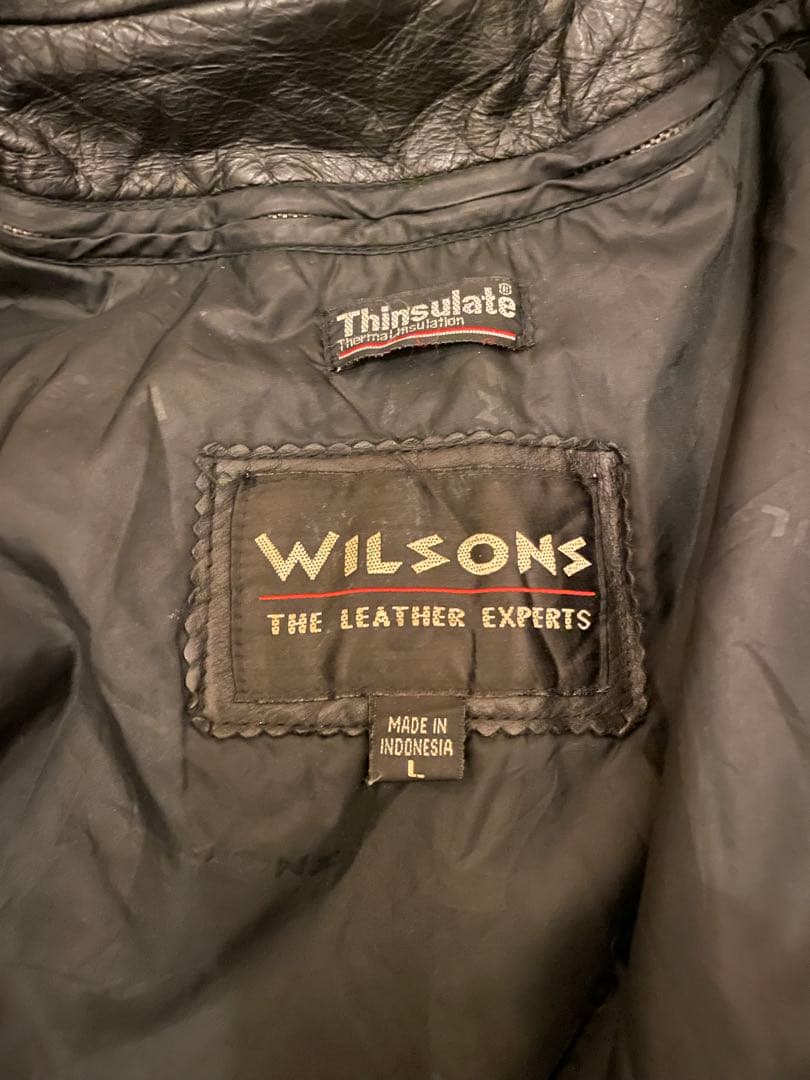 Thinsulate®
Thermal Insulation
WILSONS
THE LEATHER EXPERTS
MADE IN
INDONESIA
L